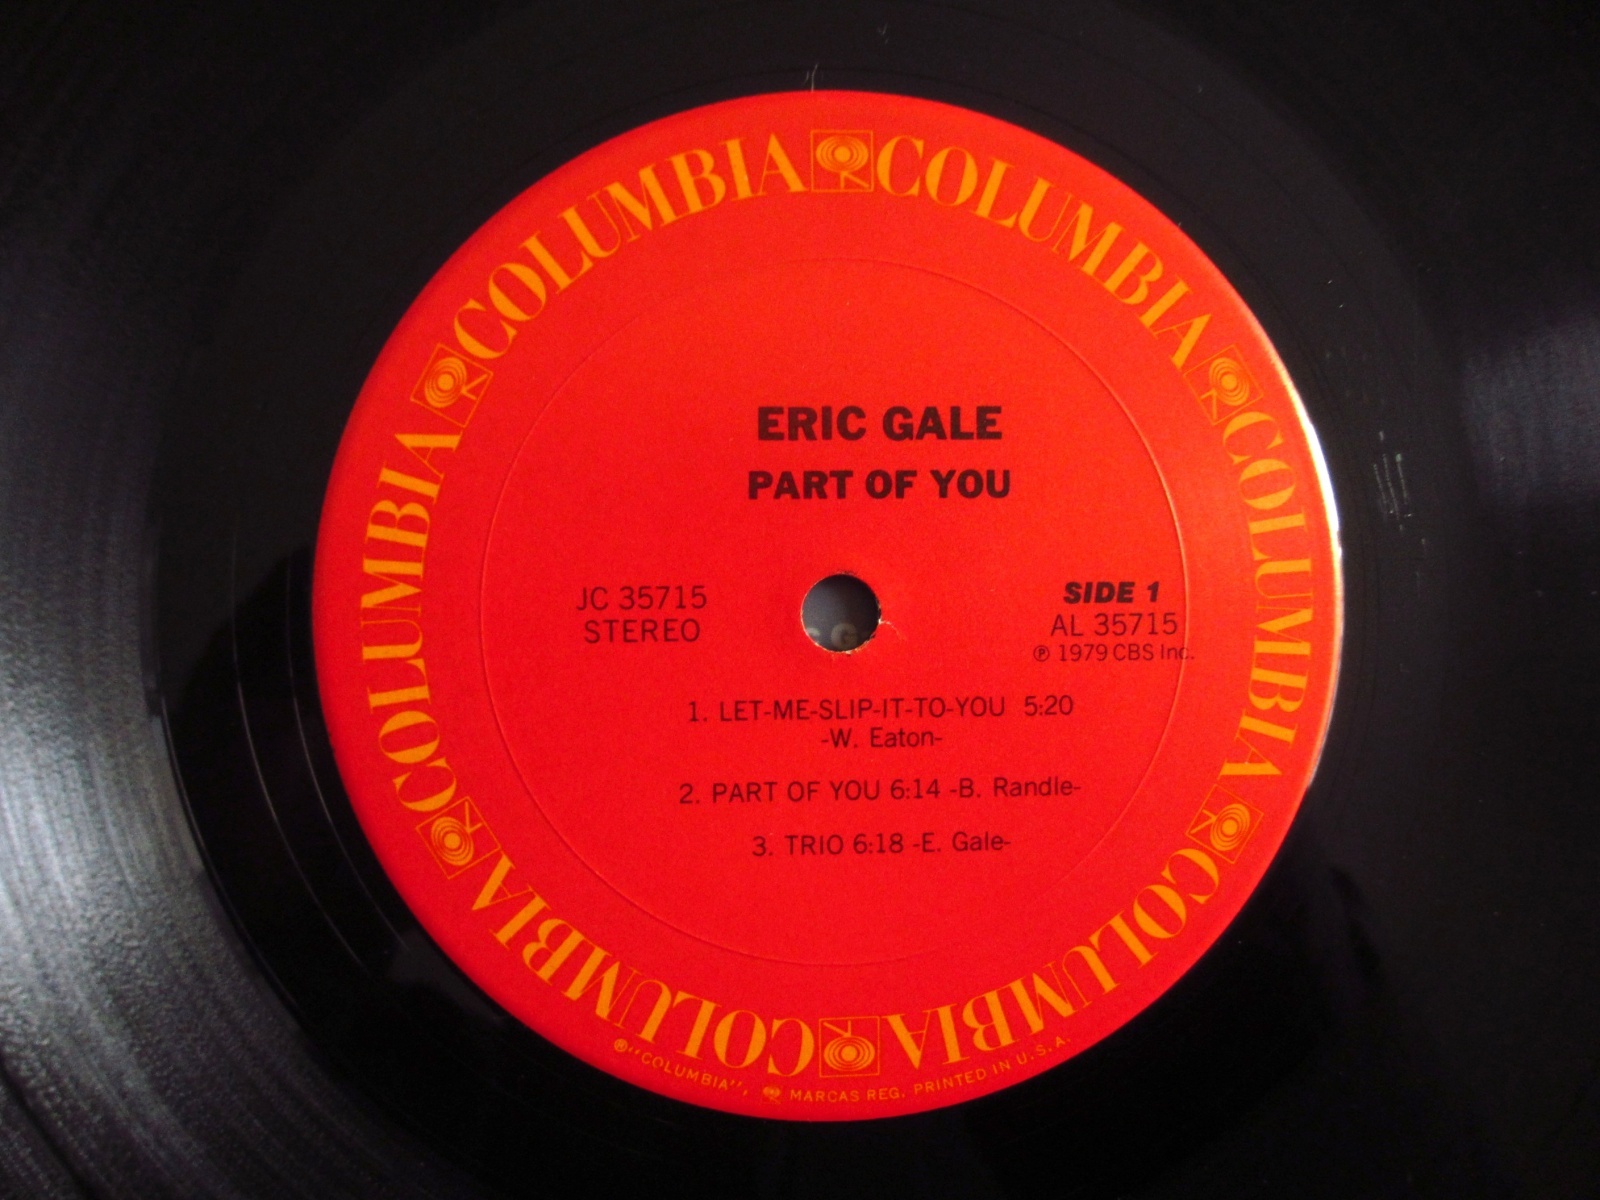 COLUMBIA COLUMBIA COLUMBIA COLUMBIA COLUMBIA COLUMBIA
ERIC GALE
PART OF YOU
JC 35715
STEREO
SIDE 1
AL 35715
℗ 1979 CBS Inc.
1. LET-ME-SLIP-IT-TO-YOU 5:20
-W. Eaton-
2. PART OF YOU 6:14 -B. Randle-
3. TRIO 6:18 -E. Gale-
®"COLUMBIA", MARCAS REG. PRINTED IN U.S.A.